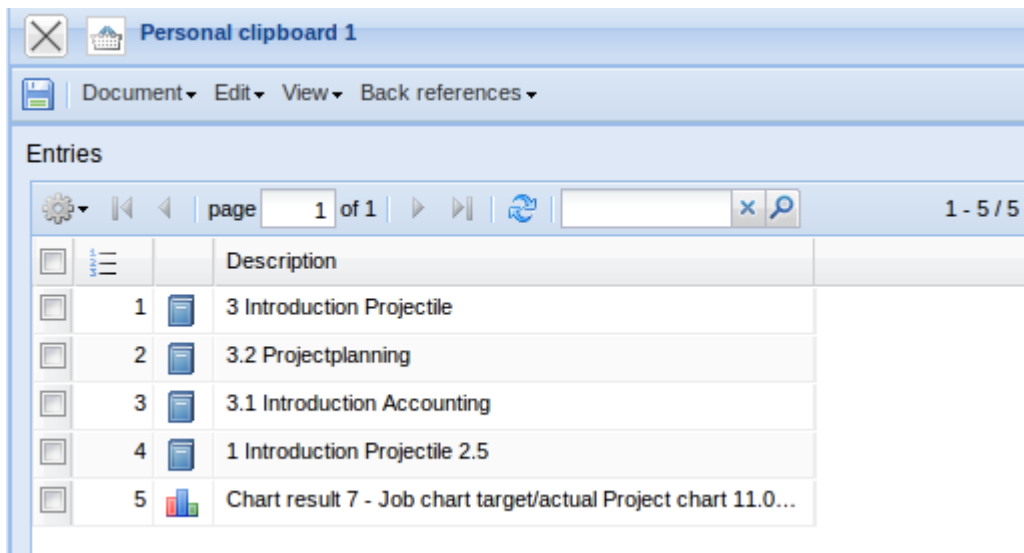 Personal clipboard 1
Document Edit View Back references
Entries
page 1 of 1 1 - 5 / 5
Description
1 3 Introduction Projectile
2 3.2 Projectplanning
3 3.1 Introduction Accounting
4 1 Introduction Projectile 2.5
5 Chart result 7 - Job chart target/actual Project chart 11.0...